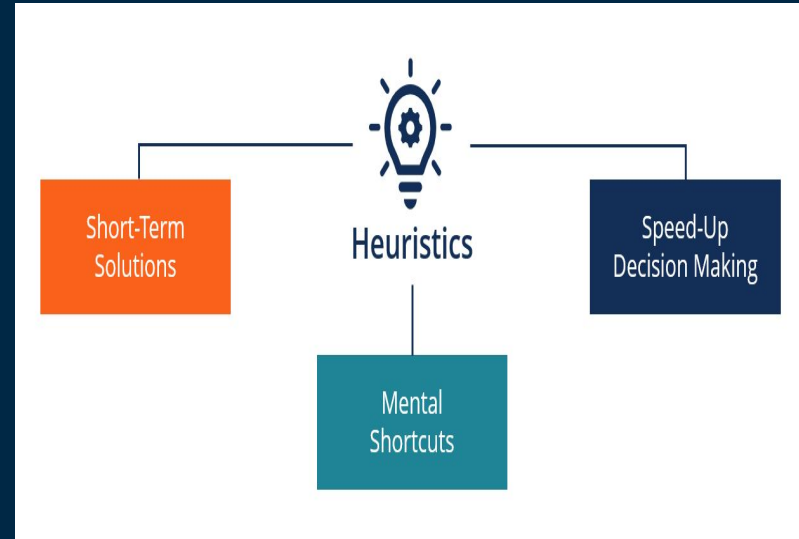 Heuristics
Short-Term
Solutions
Mental
Shortcuts
Speed-Up
Decision Making